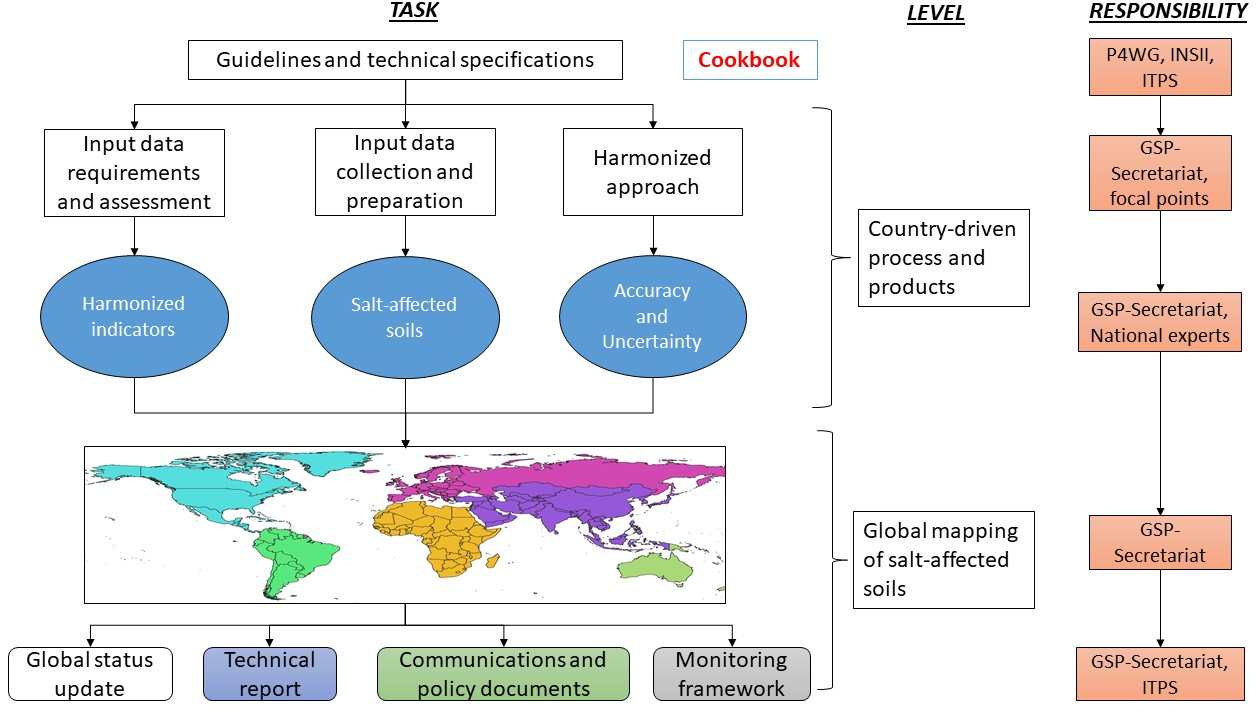 TASK
LEVEL
RESPONSIBILITY
Guidelines and technical specifications
Cookbook
P4WG, INSII,
ITPS
Input data
requirements
and assessment
Input data
collection and
preparation
Harmonized
approach
GSP-
Secretariat,
focal points
Country-driven
process and
products
Harmonized
indicators
Salt-affected
soils
Accuracy
and
Uncertainty
GSP-Secretariat,
National experts
Global mapping
of salt-affected
soils
GSP-
Secretariat
Global status
update
Technical
report
Communications and
policy documents
Monitoring
framework
GSP-Secretariat,
ITPS